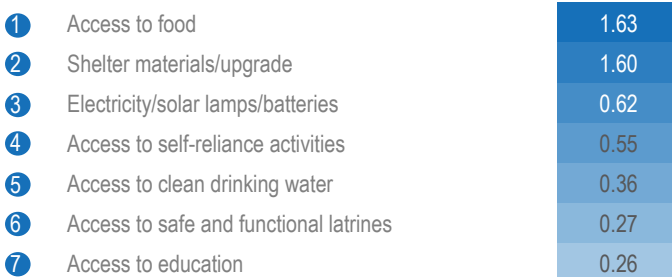 1 Access to food 1.63
2 Shelter materials/upgrade 1.60
3 Electricity/solar lamps/batteries 0.62
4 Access to self-reliance activities 0.55
5 Access to clean drinking water 0.36
6 Access to safe and functional latrines 0.27
7 Access to education 0.26